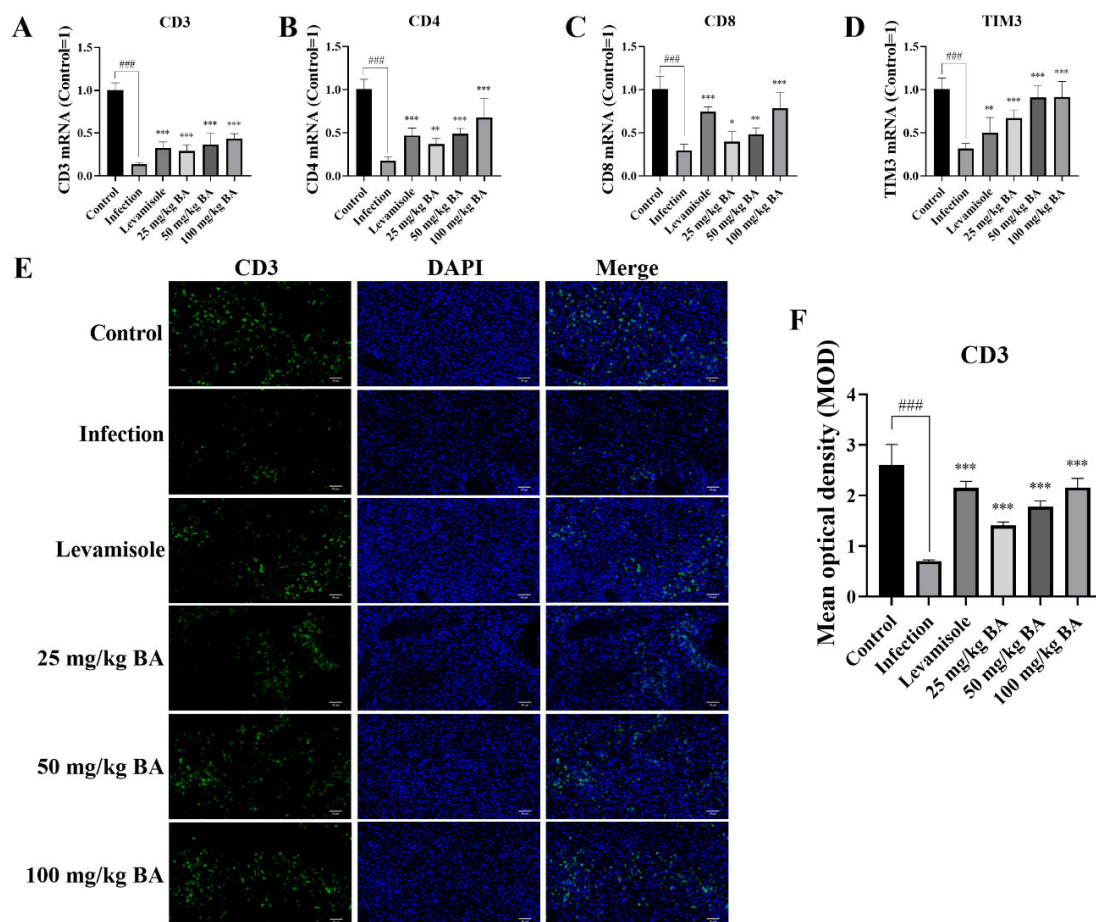 A
CD3
CD3 mRNA (Control=1)
1.5
1.0
0.5
0.0
###
***
***
***
***
Control
Infection
Levamisole
25 mg/kg BA
50 mg/kg BA
100 mg/kg BA
B
CD4
CD4 mRNA (Control=1)
1.5
1.0
0.5
0.0
###
***
**
***
***
Control
Infection
Levamisole
25 mg/kg BA
50 mg/kg BA
100 mg/kg BA
C
CD8
CD8 mRNA (Control=1)
1.5
1.0
0.5
0.0
###
***
*
**
***
Control
Infection
Levamisole
25 mg/kg BA
50 mg/kg BA
100 mg/kg BA
D
TIM3
TIM3 mRNA (Control=1)
1.5
1.0
0.5
0.0
###
**
***
***
***
Control
Infection
Levamisole
25 mg/kg BA
50 mg/kg BA
100 mg/kg BA
E
CD3 DAPI Merge
Control
Infection
Levamisole
25 mg/kg BA
50 mg/kg BA
100 mg/kg BA
F
CD3
Mean optical density (MOD)
4
3
2
1
0
###
***
***
***
***
Control
Infection
Levamisole
25 mg/kg BA
50 mg/kg BA
100 mg/kg BA